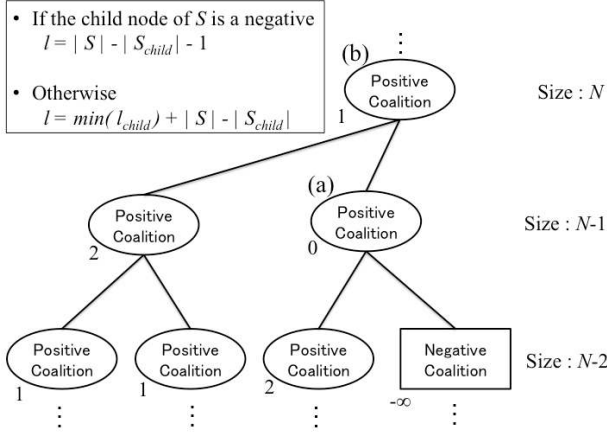 • If the child node of S is a negative
l = | S | - | S_child | - 1
• Otherwise
l = min( l_child ) + | S | - | S_child |
(b)
Positive
Coalition
1
Size : N
(a)
Positive
Coalition
2
Positive
Coalition
0
Size : N-1
Positive
Coalition
1
Positive
Coalition
1
Positive
Coalition
2
Negative
Coalition
-∞
Size : N-2